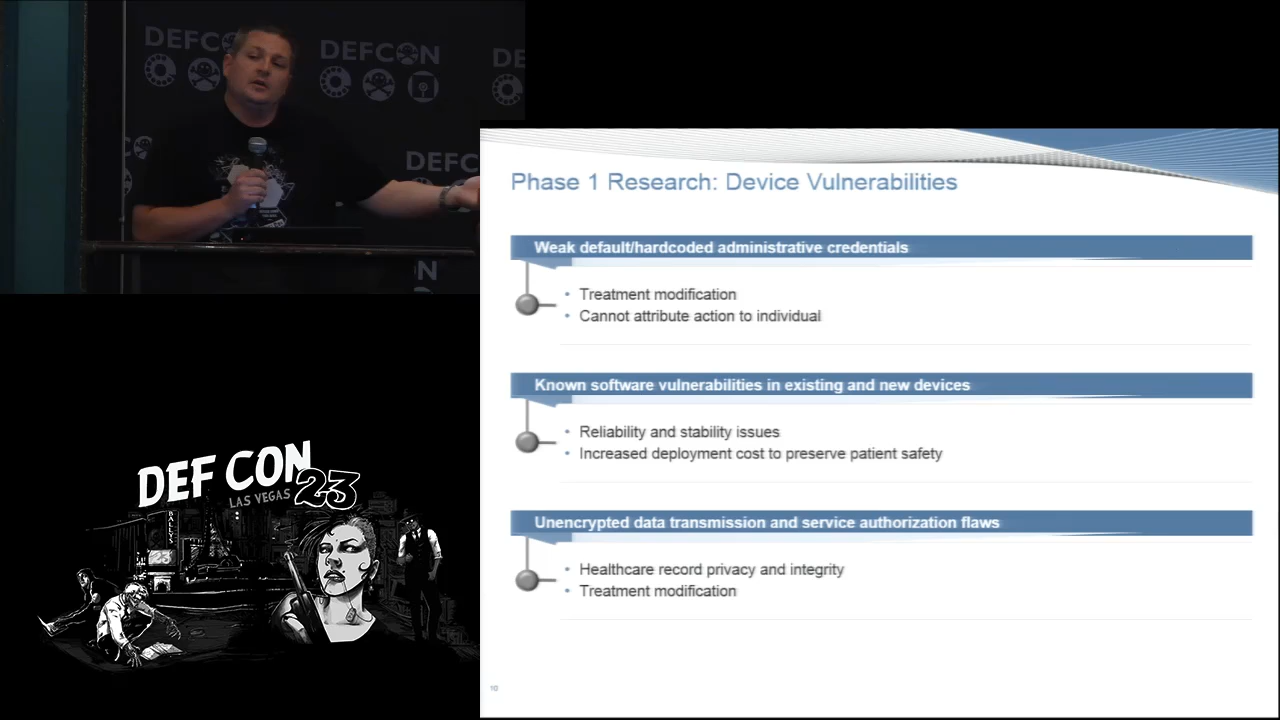 DEFCON
DEFCON
DE
DEFCON
N
Phase 1 Research: Device Vulnerabilities
Weak default/hardcoded administrative credentials
• Treatment modification
• Cannot attribute action to individual
Known software vulnerabilities in existing and new devices
• Reliability and stability issues
• Increased deployment cost to preserve patient safety
Unencrypted data transmission and service authorization flaws
• Healthcare record privacy and integrity
• Treatment modification
10
DEF CON
LAS VEGAS 23
BALLYS